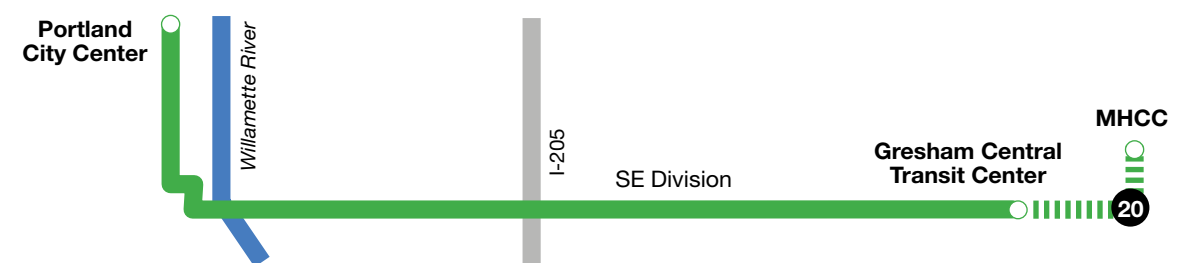 Portland
City Center
Willamette River
I-205
SE Division
Gresham Central
Transit Center
MHCC
20